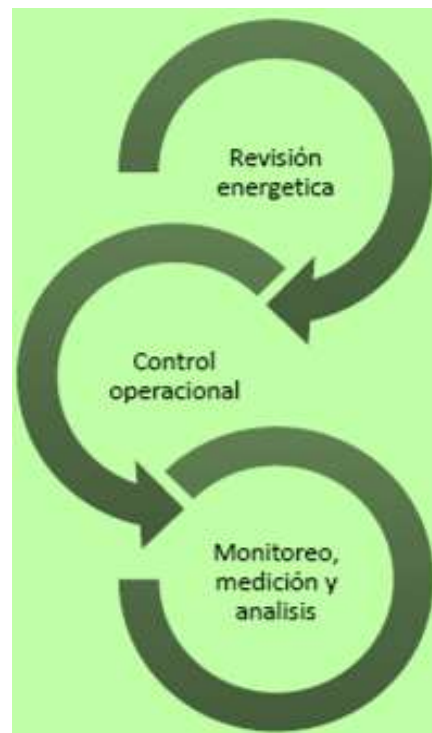 Revisión
energetica
Control
operacional
Monitoreo,
medición y
analisis